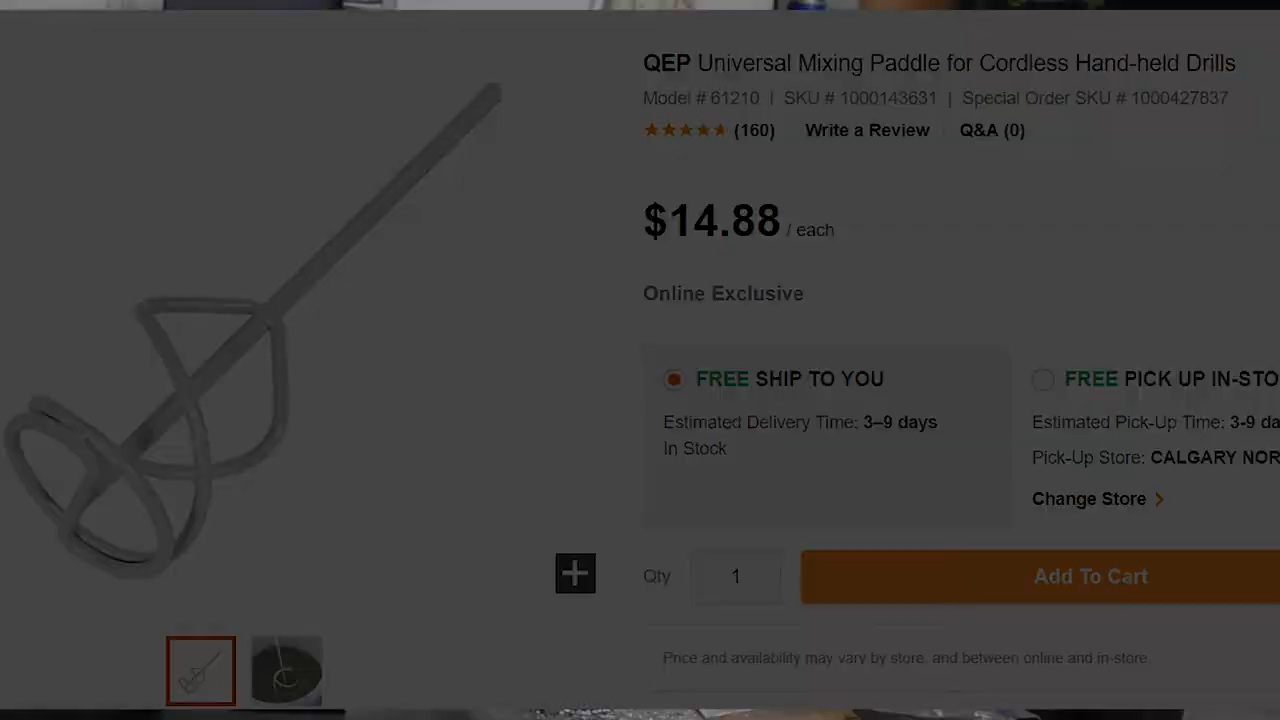 QEP Universal Mixing Paddle for Cordless Hand-held Drills
Model # 61210 | SKU # 1000143631 | Special Order SKU # 1000427837
(160) Write a Review Q&A (0)
$14.88 / each
Online Exclusive
FREE SHIP TO YOU
Estimated Delivery Time: 3–9 days
In Stock
FREE PICK UP IN-STO
Estimated Pick-Up Time: 3-9 da
Pick-Up Store: CALGARY NOR
Change Store
Qty 1 Add To Cart
Price and availability may vary by store, and between online and in-store.